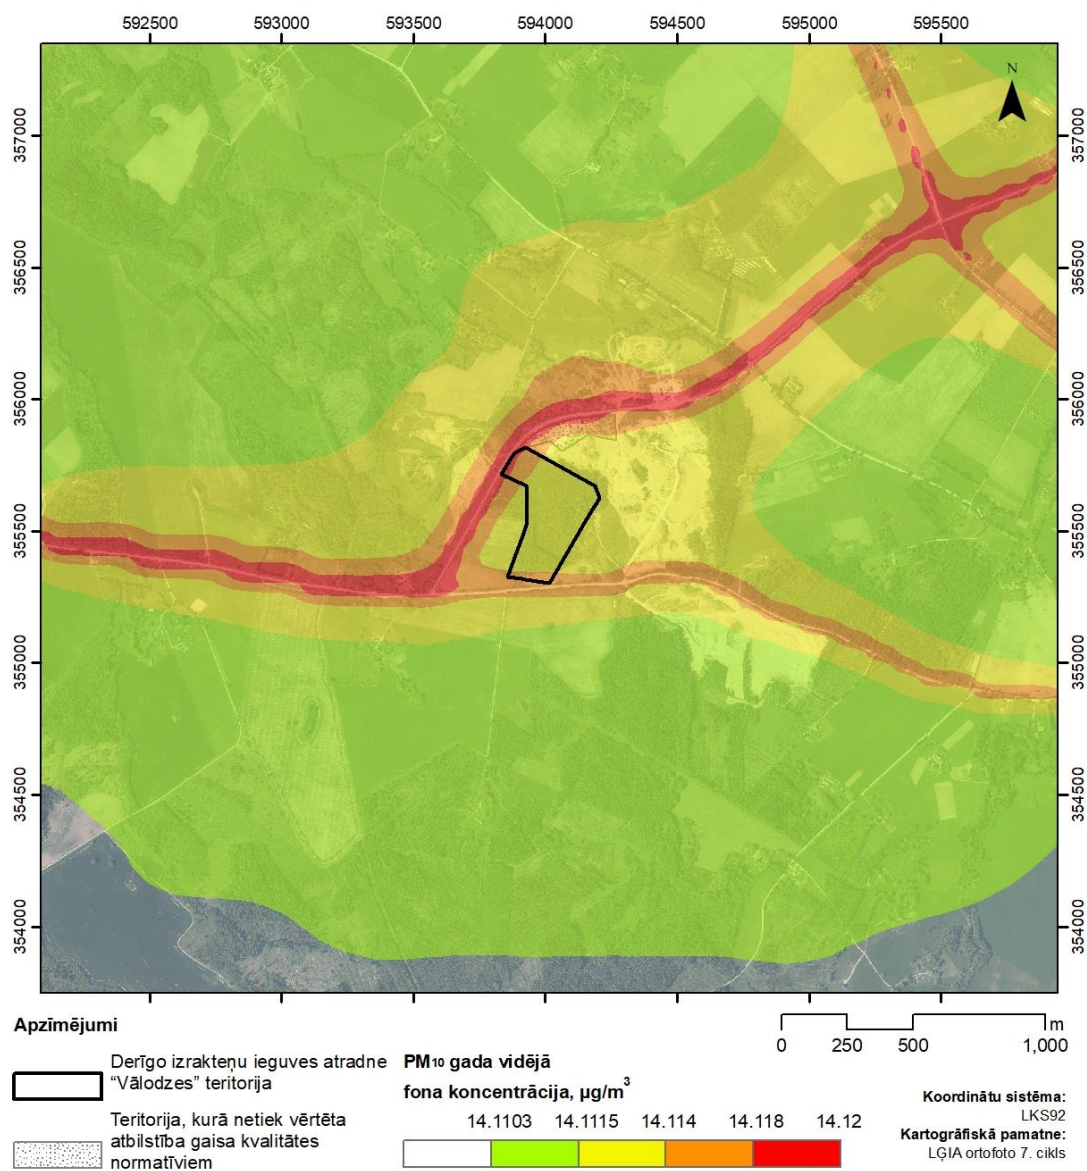 592500 593000 593500 594000 594500 595000 595500
N
357000 357000
356500 356500
356000 356000
355500 355500
355000 355000
354500 354500
354000 354000
Apzīmējumi
Derīgo izrakteņu ieguves atradne
“Vālodzes” teritorija
Teritorija, kurā netiek vērtēta
atbilstība gaisa kvalitātes
normatīviem
PM10 gada vidējā
fona koncentrācija, µg/m³
14.1103 14.1115 14.114 14.118 14.12
m
0 250 500 1,000
Koordinātu sistēma:
LKS92
Kartogrāfiskā pamatne:
LĢIA ortofoto 7. cikls